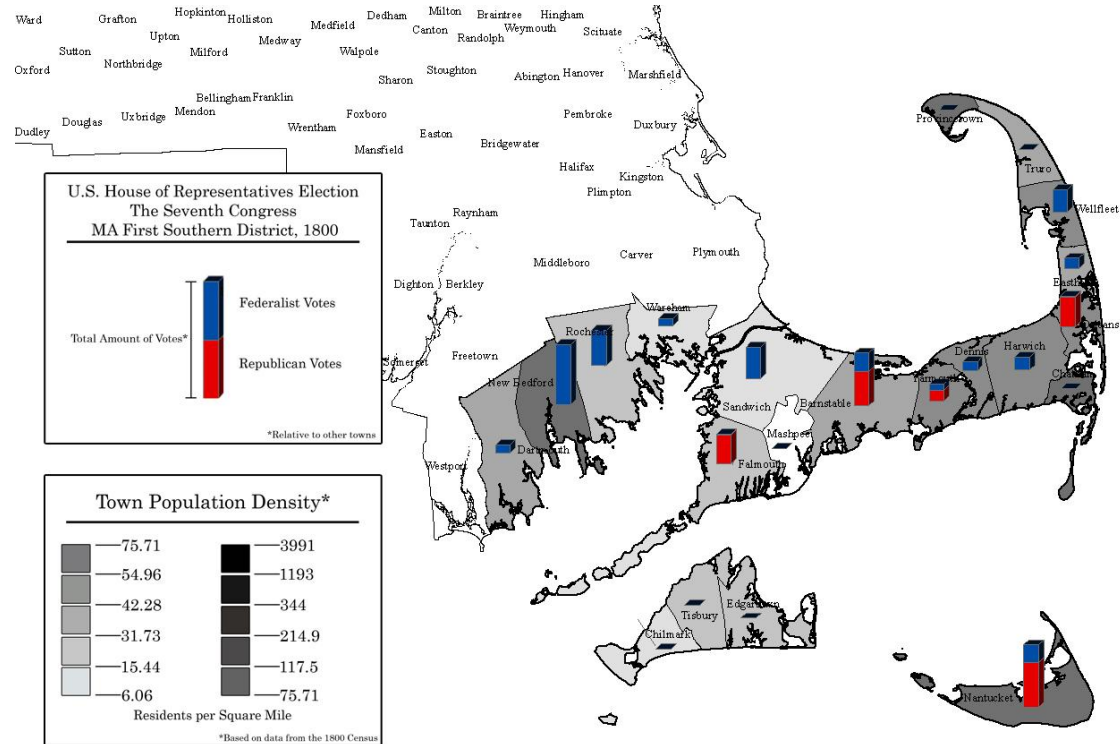 Ward
Grafton
Hopkinton
Holliston
Medfield
Dedham
Milton
Braintree
Hingham
Upton
Medway
Canton
Weymouth
Randolph
Scituate
Sutton
Milford
Walpole
Northbridge
Oxford
Sharon
Stoughton
Abington
Hanover
Marshfield
Bellingham
Franklin
Mendon
Uxbridge
Douglas
Dudley
Wrentham
Foxboro
Mansfield
Easton
Bridgewater
Pembroke
Duxbury
Halifax
Kingston
Plimpton
Provincetown
Truro
Wellfleet
U.S. House of Representatives Election
The Seventh Congress
MA First Southern District, 1800
Federalist Votes
Total Amount of Votes*
Republican Votes
*Relative to other towns
Raynham
Taunton
Middleboro
Carver
Plymouth
Dighton
Berkley
Wareham
Somerset
Freetown
New Bedford
Dartmouth
Westport
Sandwich
Barnstable
Mashpee
Falmouth
Dennis
Harwich
Town Population Density*
75.71
54.96
42.28
31.73
15.44
6.06
3991
1193
344
214.9
117.5
75.71
Residents per Square Mile
*Based on data from the 1800 Census
Edgartown
Tisbury
Chilmark
Nantucket